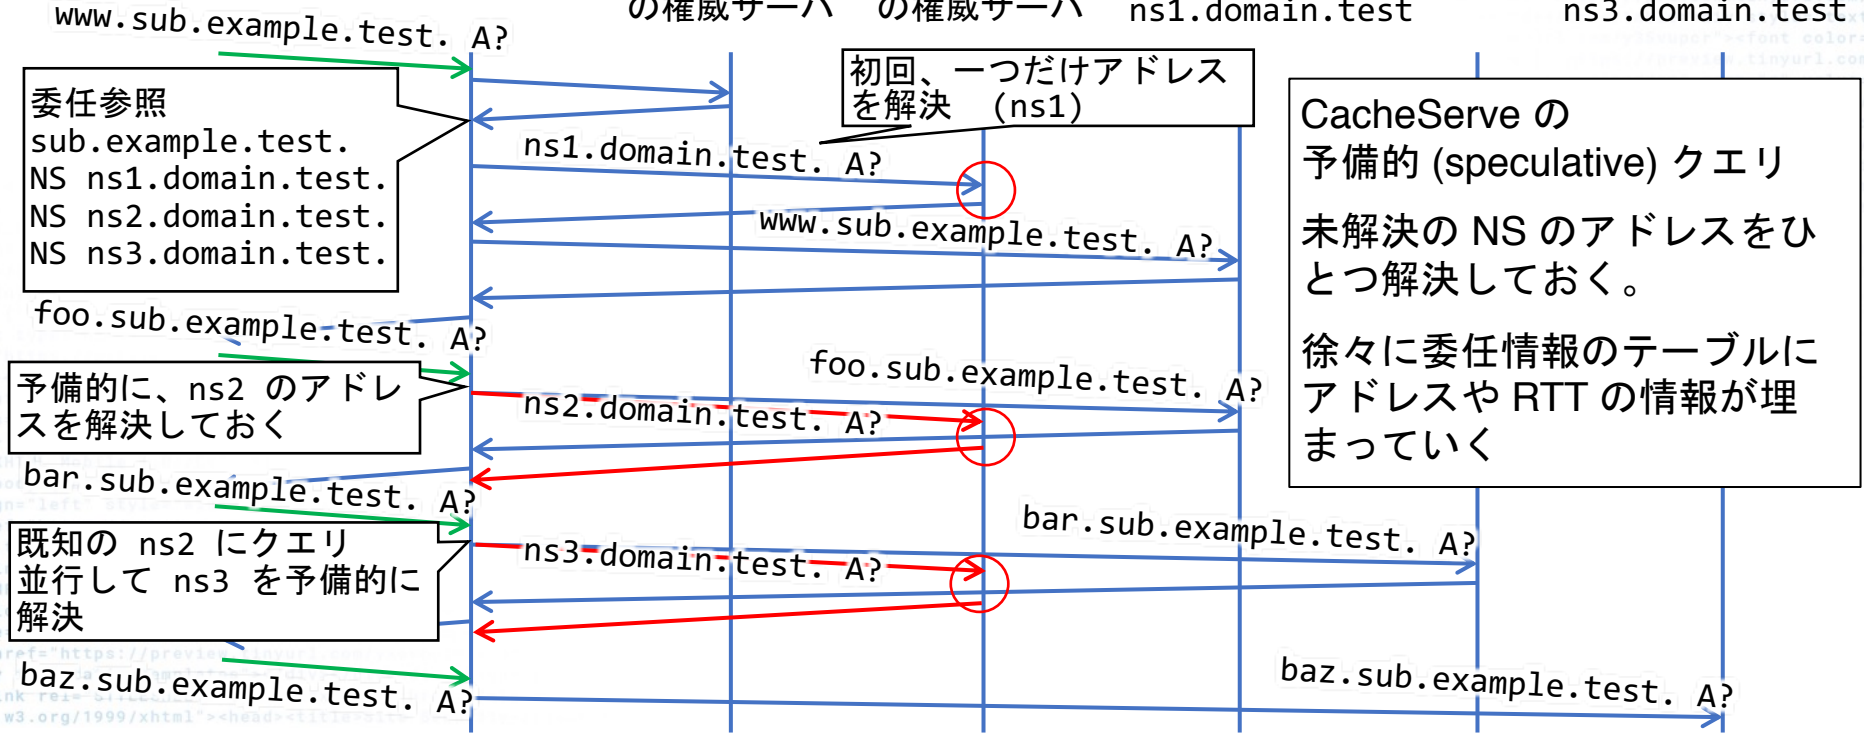 の権威サーバ の権威サーバ ns1.domain.test ns3.domain.test
www.sub.example.test. A?
初回、一つだけアドレス
を解決 (ns1)
委任参照
sub.example.test.
NS ns1.domain.test.
NS ns2.domain.test.
NS ns3.domain.test.
ns1.domain.test. A?
www.sub.example.test. A?
CacheServe の
予備的 (speculative) クエリ
未解決の NS のアドレスをひ
とつ解決しておく。
徐々に委任情報のテーブルに
アドレスや RTT の情報が埋
まっていく
foo.sub.example.test. A?
foo.sub.example.test. A?
予備的に、ns2 のアドレ
スを解決しておく
ns2.domain.test. A?
bar.sub.example.test. A?
bar.sub.example.test. A?
既知の ns2 にクエリ
並行して ns3 を予備的に
解決
ns3.domain.test. A?
baz.sub.example.test. A?
baz.sub.example.test. A?